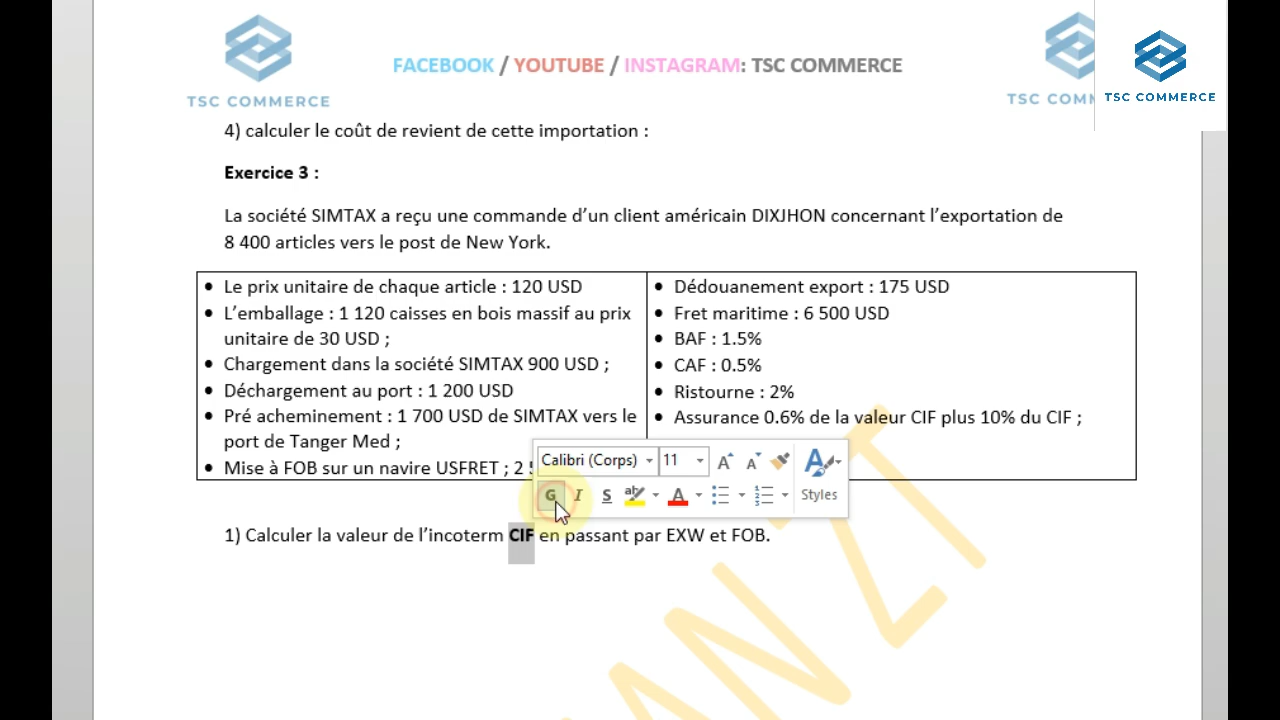 FACEBOOK / YOUTUBE / INSTAGRAM: TSC COMMERCE
TSC COMMERCE
TSC COMM
TSC COMMERCE
4) calculer le coût de revient de cette importation :
Exercice 3 :
La société SIMTAX a reçu une commande d'un client américain DIXJHON concernant l'exportation de
8 400 articles vers le post de New York.
• Le prix unitaire de chaque article : 120 USD
• L'emballage : 1 120 caisses en bois massif au prix
unitaire de 30 USD ;
• Chargement dans la société SIMTAX 900 USD ;
• Déchargement au port : 1 200 USD
• Pré acheminement : 1 700 USD de SIMTAX vers le
port de Tanger Med ;
• Mise à FOB sur un navire USFRET ; 2
• Dédouanement export : 175 USD
• Fret maritime : 6 500 USD
• BAF : 1.5%
• CAF : 0.5%
• Ristourne : 2%
• Assurance 0.6% de la valeur CIF plus 10% du CIF ;
Calibri (Corps) 11
G I S A Styles
1) Calculer la valeur de l'incoterm CIF en passant par EXW et FOB.